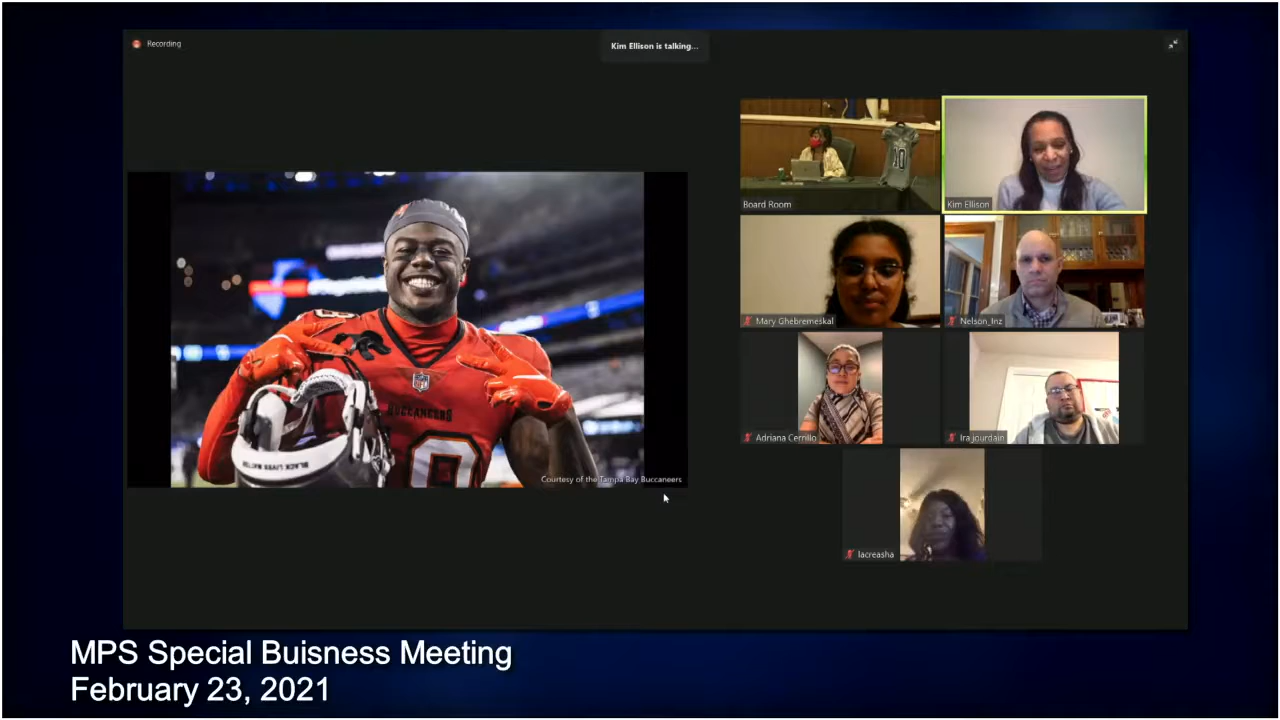 Recording
Kim Ellison is talking...
Board Room
Kim Ellison
10
Mary Ghebremeskal
Nelson_Inz
BUCCANEERS
BLACK LIVES MATTER
Courtesy of the Tampa Bay Buccaneers
Adriana Cerrillo
Ira jourdain
lacreasha
MPS Special Buisness Meeting
February 23, 2021